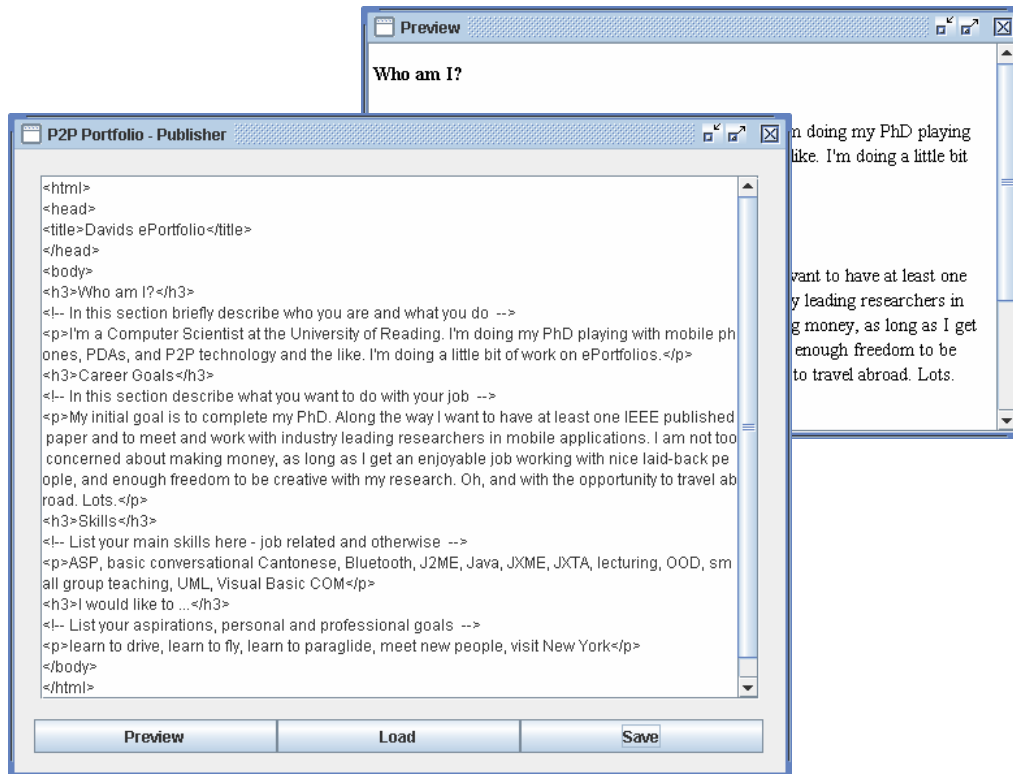 Preview
Who am I?
n doing my PhD playing
like. I'm doing a little bit
vant to have at least one
y leading researchers in
g money, as long as I get
enough freedom to be
to travel abroad. Lots.
P2P Portfolio - Publisher
<html>
<head>
<title>Davids ePortfolio</title>
</head>
<body>
<h3>Who am I?</h3>
<!-- In this section briefly describe who you are and what you do -->
<p>I'm a Computer Scientist at the University of Reading. I'm doing my PhD playing with mobile ph
ones, PDAs, and P2P technology and the like. I'm doing a little bit of work on ePortfolios.</p>
<h3>Career Goals</h3>
<!-- In this section describe what you want to do with your job -->
<p>My initial goal is to complete my PhD. Along the way I want to have at least one IEEE published
paper and to meet and work with industry leading researchers in mobile applications. I am not too
concerned about making money, as long as I get an enjoyable job working with nice laid-back pe
ople, and enough freedom to be creative with my research. Oh, and with the opportunity to travel ab
road. Lots.</p>
<h3>Skills</h3>
<!-- List your main skills here - job related and otherwise -->
<p>ASP, basic conversational Cantonese, Bluetooth, J2ME, Java, JXME, JXTA, lecturing, OOD, sm
all group teaching, UML, Visual Basic COM</p>
<h3>I would like to ...</h3>
<!-- List your aspirations, personal and professional goals -->
<p>learn to drive, learn to fly, learn to paraglide, meet new people, visit New York</p>
</body>
</html>
Preview
Load
Save